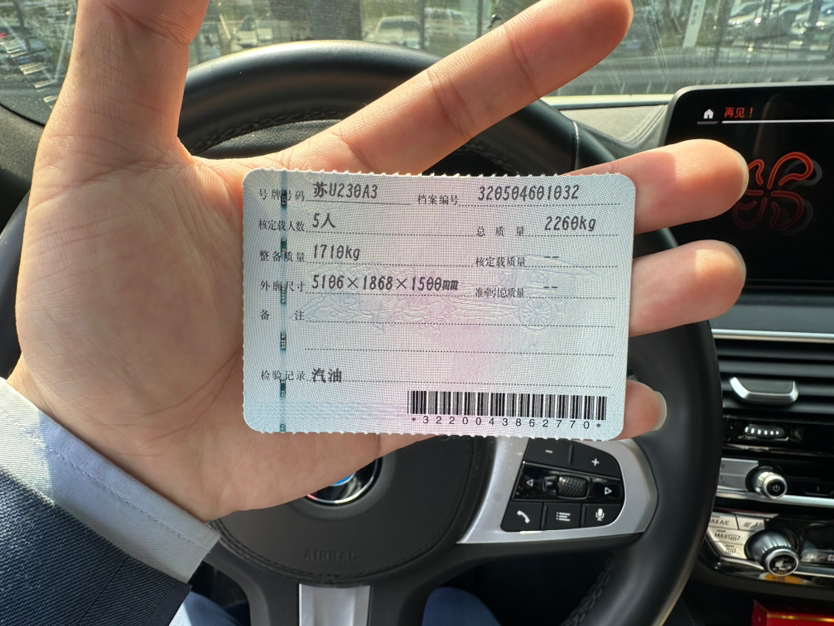 再见！
号牌号码 苏U230A3 档案编号 320504601032
核定载人数 5人 总质量 2260kg
整备质量 1710kg 核定载质量 --
外廓尺寸 5106×1868×1500mm 准牵引总质量 --
备注
检验记录 汽油
*3220043862770*
AIRBAG
MAX A/C